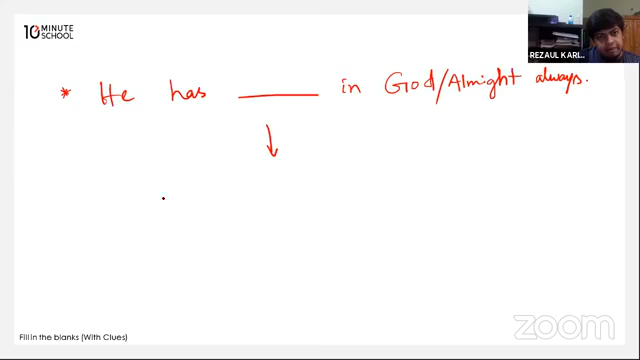 10 MINUTE SCHOOL
REZAUL KARI..
* He has ______ in God/Almight always.
Fill in the blanks (With Clues)
zoom